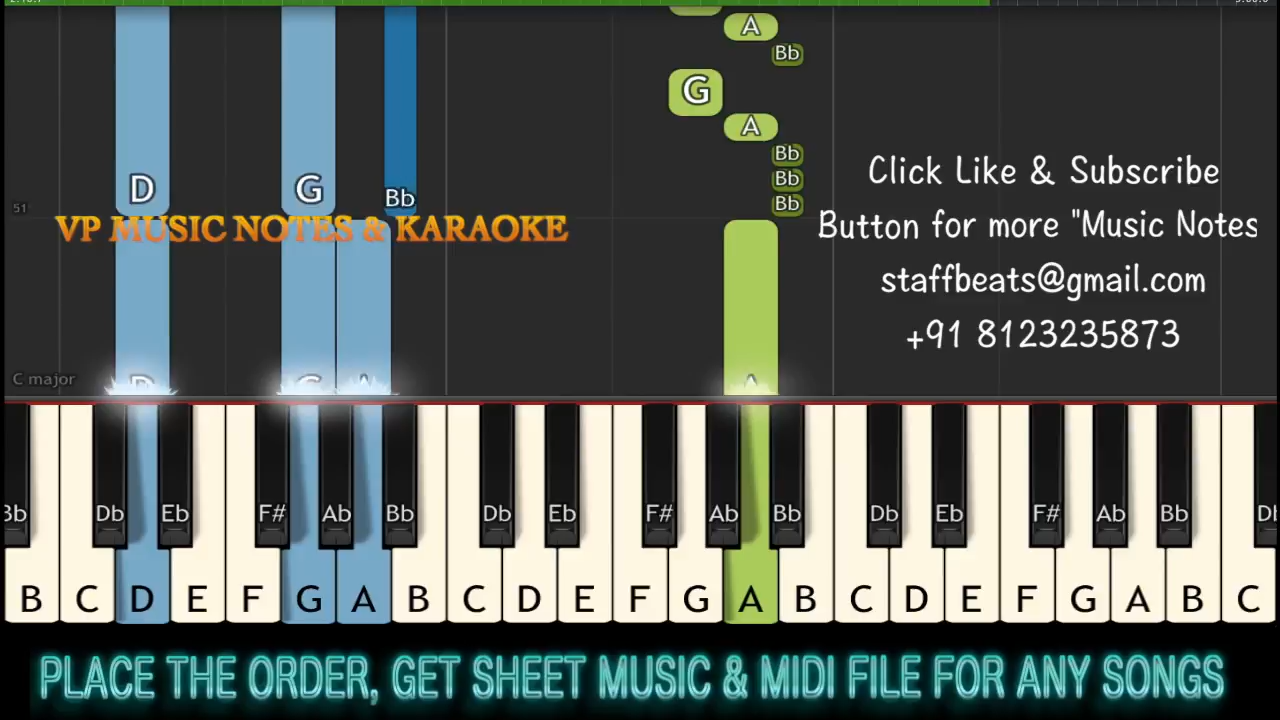 A
Bb
G
A
D G Bb Bb
Bb
51 Bb
VP MUSIC NOTES & KARAOKE
Click Like & Subscribe
Button for more "Music Notes
staffbeats@gmail.com
+91 8123235873
C major
Bb Db Eb F# Ab Bb Db Eb F# Ab Bb Db Eb F# Ab Bb
B C D E F G A B C D E F G A B C D E F G A B C
PLACE THE ORDER, GET SHEET MUSIC & MIDI FILE FOR ANY SONGS